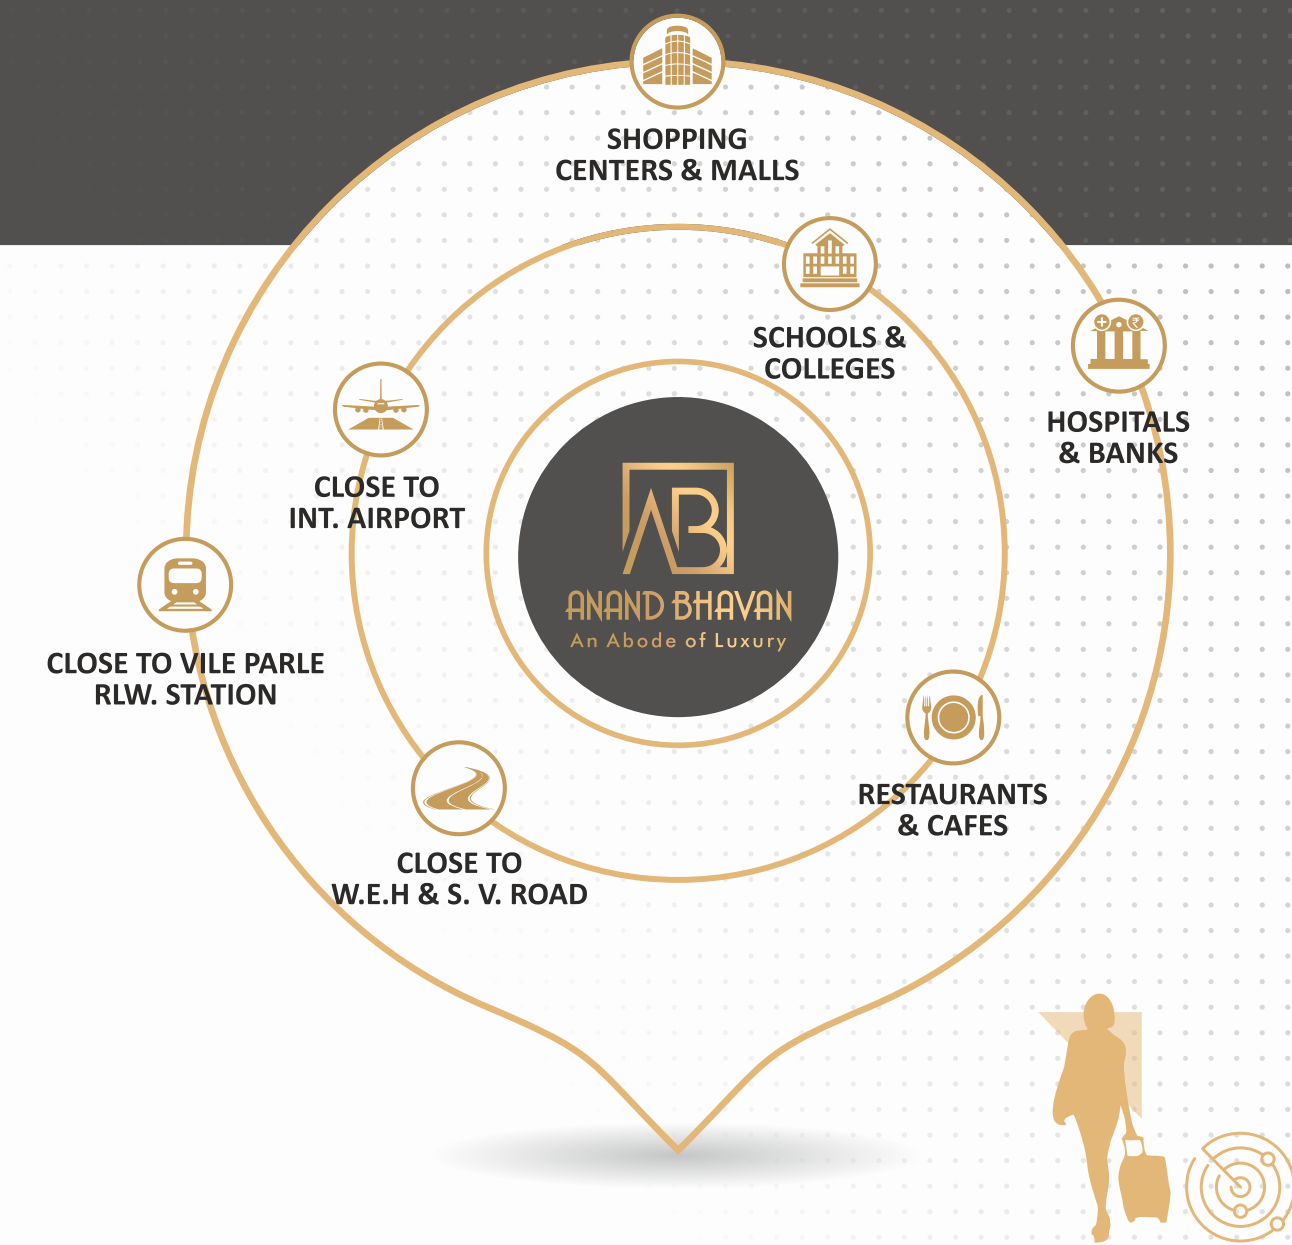 SHOPPING
CENTERS & MALLS
SCHOOLS &
COLLEGES
HOSPITALS
& BANKS
CLOSE TO
INT. AIRPORT
AB
ANAND BHAVAN
An Abode of Luxury
CLOSE TO VILE PARLE
RLW. STATION
RESTAURANTS
& CAFES
CLOSE TO
W.E.H & S. V. ROAD